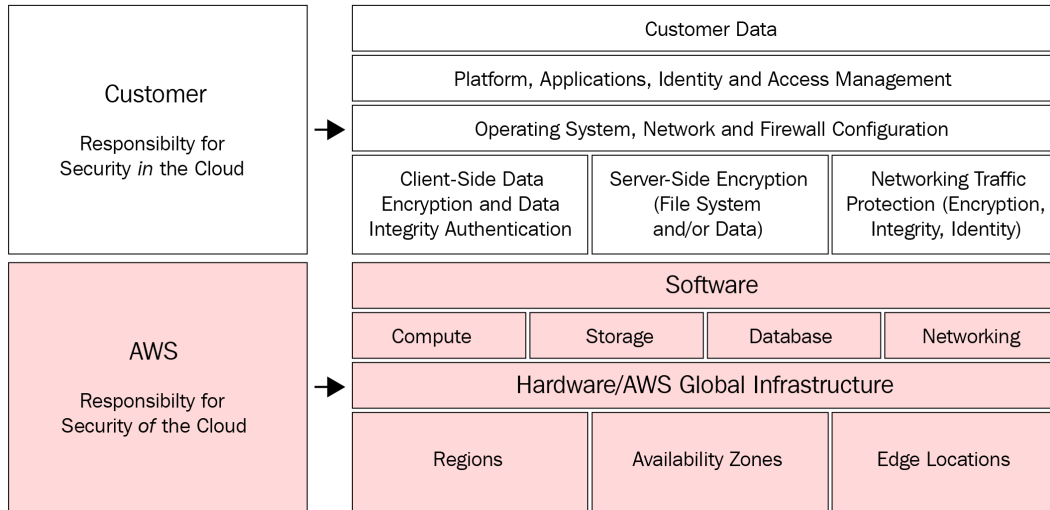 Customer
Responsibilty for
Security in the Cloud
Customer Data
Platform, Applications, Identity and Access Management
Operating System, Network and Firewall Configuration
Client-Side Data
Encryption and Data
Integrity Authentication
Server-Side Encryption
(File System
and/or Data)
Networking Traffic
Protection (Encryption,
Integrity, Identity)
AWS
Responsibilty for
Security of the Cloud
Software
Compute
Storage
Database
Networking
Hardware/AWS Global Infrastructure
Regions
Availability Zones
Edge Locations